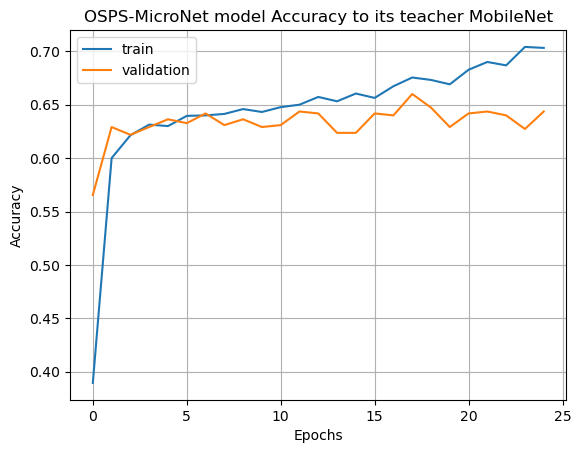 OSPS-MicroNet model Accuracy to its teacher MobileNet
train
validation
Accuracy
0.70
0.65
0.60
0.55
0.50
0.45
0.40
0
5
10
15
20
25
Epochs